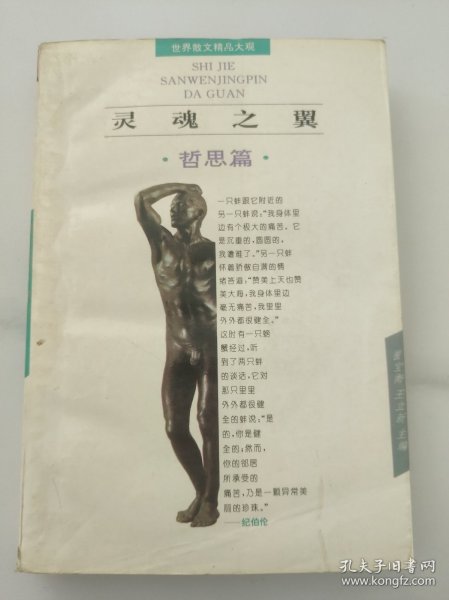 世界散文精品大观
SHI JIE
SANWENJINGPIN
DA GUAN
灵魂之翼
·哲思篇·
一只蚌跟它附近的
另一只蚌说:“我身体里
边有个极大的痛苦。它
是沉重的,圆圆的,
我遭难了。”另一只蚌
怀着骄傲自满的情
绪答道:“赞美上天也赞
美大海,我身体里边
毫无痛苦,我里里
外外都很健全。”
这时有一只螃
蟹经过,听
到了两只蚌
的谈话,它对
那只里里
外外都很健
全的蚌说:“是
的,你是健
全的;然而,
你的邻居
所承受的
痛苦,乃是一颗异常美
丽的珍珠。”
——纪伯伦
王立新 主编
孔夫子旧书网
www.kongfz.com